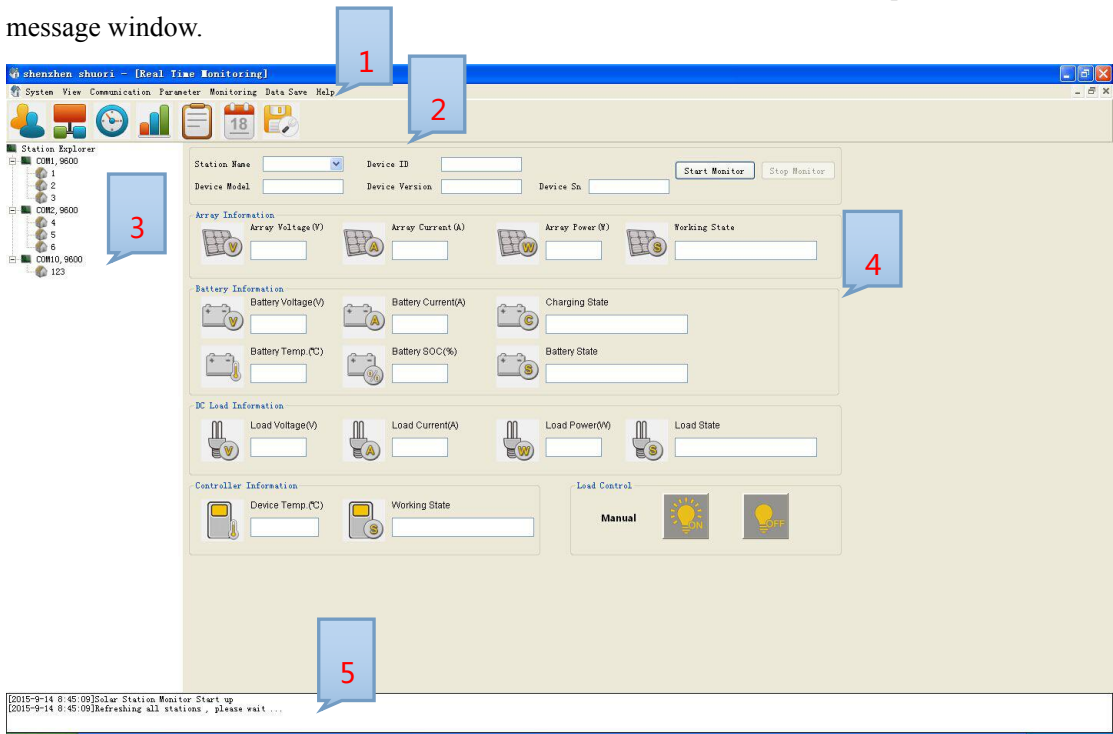 message window.
1
shenzhen shuori - [Real Time Monitoring]
2
System View Communication Parameter Monitoring Data Save Help
18
Station Explorer
COM1, 9600
1
2
3
COM2, 9600
4
5
6
COM10, 9600
123
3
Station Name Device ID Start Monitor Stop Monitor
Device Model Device Version Device Sn
Array Information
Array Voltage(V) Array Current(A) Array Power(W) Working State
V A W S
4
Battery Information
Battery Voltage(V) Battery Current(A) Charging State
V A C
Battery Temp.(℃) Battery SOC(%) Battery State
% S
DC Load Information
Load Voltage(V) Load Current(A) Load Power(W) Load State
V A W S
Controller Information Load Control
Device Temp.(℃) Working State
S
Manual ON OFF
5
[2015-9-14 8:45:09]Solar Station Monitor Start up
[2015-9-14 8:45:09]Refreshing all stations , please wait ...